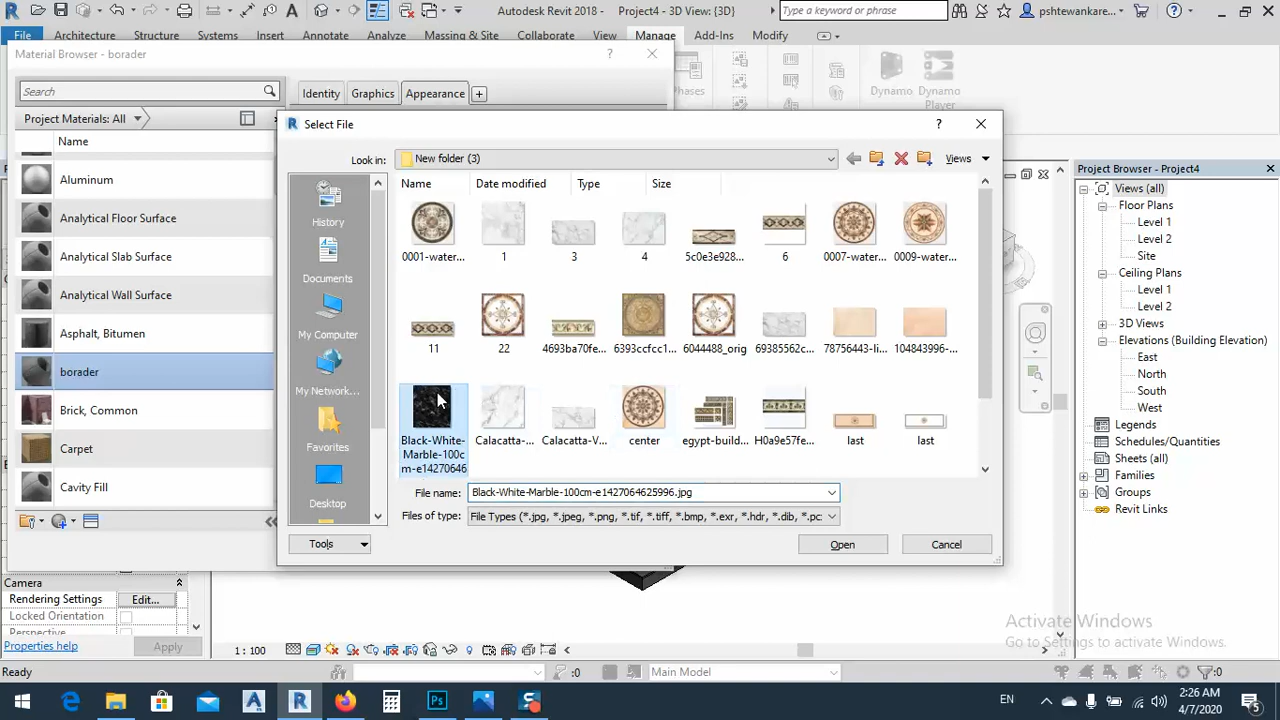 Autodesk Revit 2018 - Project4 - 3D View: {3D}
Type a keyword or phrase
pshtewankare...
File Architecture Structure Systems Insert Annotate Analyze Massing & Site Collaborate View Manage Add-Ins Modify
Material Browser - borader
Search
Identity Graphics Appearance
Project Materials: All
Name
Aluminum
Analytical Floor Surface
Analytical Slab Surface
Analytical Wall Surface
Asphalt, Bitumen
borader
Brick, Common
Carpet
Cavity Fill
Phases
Dynamo
Dynamo Player
Select File
Look in: New folder (3)
Views
Name Date modified Type Size
History
Documents
My Computer
My Network...
Favorites
Desktop
0001-water... 1 3 4 5c0e3e928... 6 0007-water... 0009-water...
11 22 4693ba70fe... 6393ccfcc1... 6044488_orig 69385562c... 78756443-li... 104843996-...
Black-White-
Marble-100c
m-e14270646
Calacatta-... Calacatta-V... center egypt-build... H0a9e57fe... last last
File name: Black-White-Marble-100cm-e1427064625996.jpg
Files of type: File Types (*.jpg, *.jpeg, *.png, *.tif, *.tiff, *.bmp, *.exr, *.hdr, *.dib, *.pc
Tools
Open
Cancel
Project Browser - Project4
Views (all)
Floor Plans
Level 1
Level 2
Site
Ceiling Plans
Level 1
Level 2
3D Views
Elevations (Building Elevation)
East
North
South
West
Legends
Schedules/Quantities
Sheets (all)
Families
Groups
Revit Links
Camera
Rendering Settings Edit...
Locked Orientation
Perspective
Properties help
Apply
1 : 100
Activate Windows
Go to Settings to activate Windows.
Ready
:0
Main Model
:0
EN
2:26 AM
4/7/2020
5